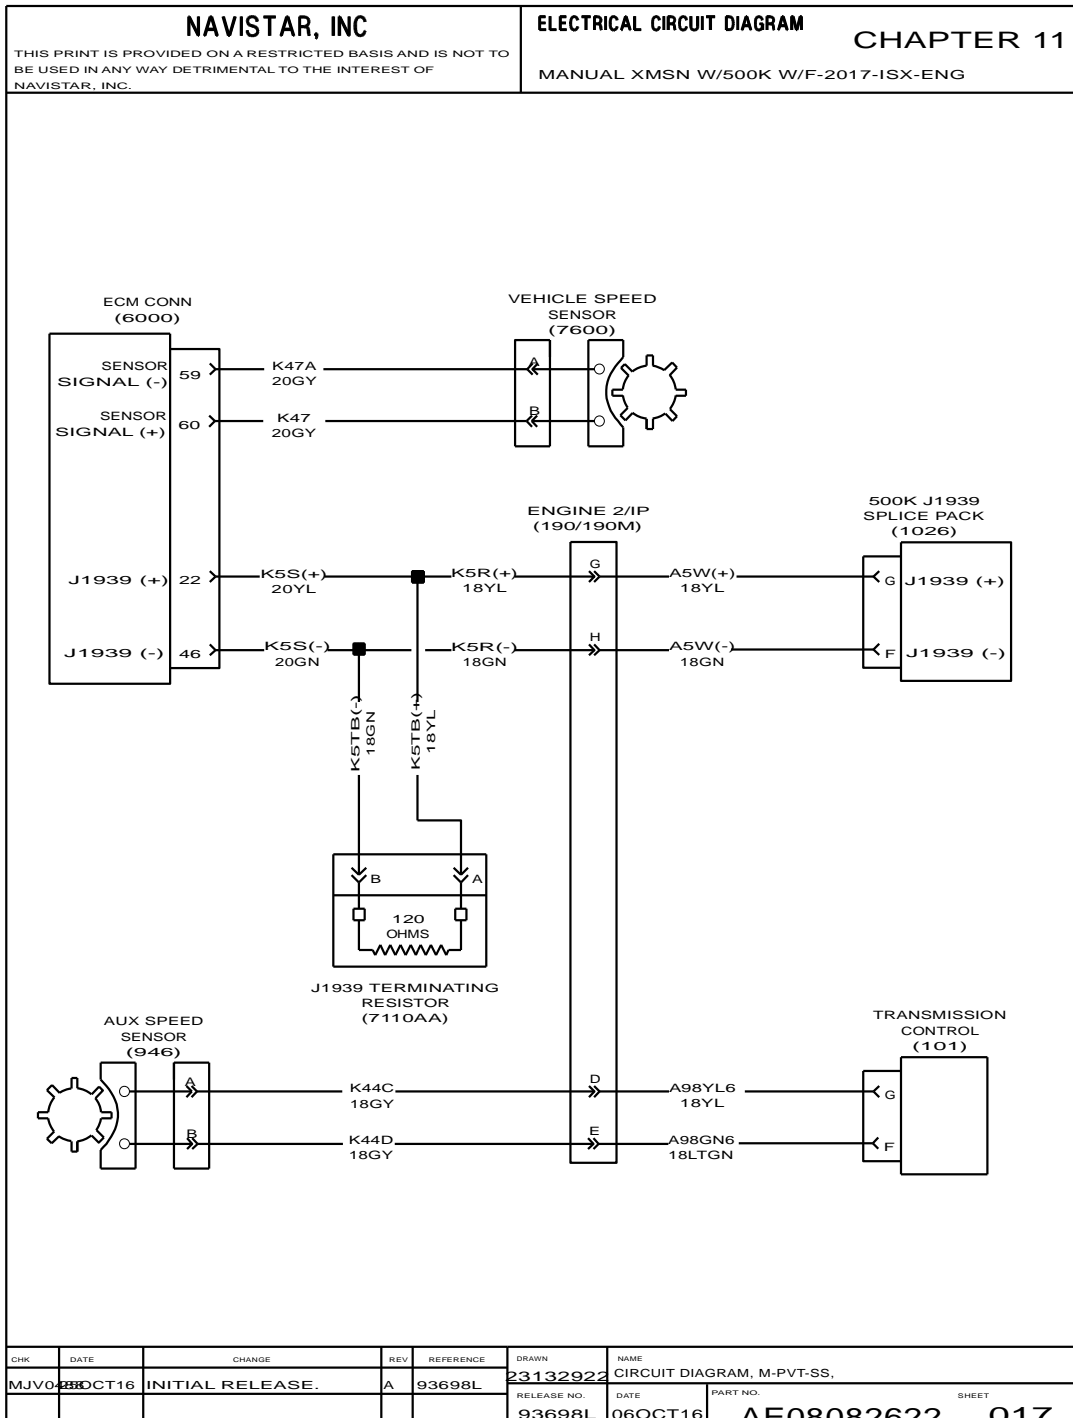 NAVISTAR, INC
THIS PRINT IS PROVIDED ON A RESTRICTED BASIS AND IS NOT TO
BE USED IN ANY WAY DETRIMENTAL TO THE INTEREST OF
NAVISTAR, INC.
ELECTRICAL CIRCUIT DIAGRAM
CHAPTER 11
MANUAL XMSN W/500K W/F-2017-ISX-ENG
ECM CONN
(6000)
VEHICLE SPEED
SENSOR
(7600)
SENSOR
SIGNAL (-)
59
K47A
20GY
A
SENSOR
SIGNAL (+)
60
K47
20GY
B
ENGINE 2/IP
(190/190M)
500K J1939
SPLICE PACK
(1026)
J1939 (+)
22
K5S(+)
20YL
K5R(+)
18YL
G
A5W(+)
18YL
G
J1939 (+)
J1939 (-)
46
K5S(-)
20GN
K5R(-)
18GN
H
A5W(-)
18GN
F
J1939 (-)
K5TB(-)
18GN
K5TB(+)
18YL
B
A
120
OHMS
J1939 TERMINATING
RESISTOR
(7110AA)
AUX SPEED
SENSOR
(946)
TRANSMISSION
CONTROL
(101)
A
K44C
18GY
D
A98YL6
18YL
G
B
K44D
18GY
E
A98GN6
18LTGN
F
CHK
DATE
CHANGE
REV
REFERENCE
DRAWN
NAME
INITIAL RELEASE.
A
93698L
23132922
CIRCUIT DIAGRAM, M-PVT-SS,
RELEASE NO.
DATE
PART NO.
SHEET
93698L
06OCT16
AE08082622
017